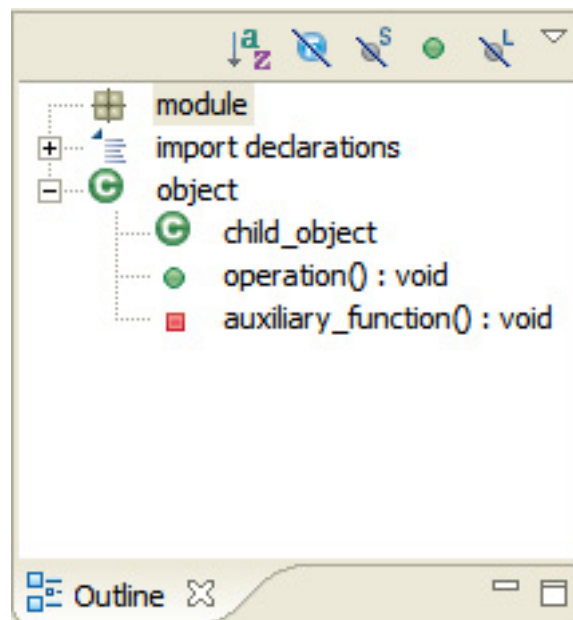 a
z
S
L
module
import declarations
C object
C child_object
operation() : void
auxiliary_function() : void
Outline